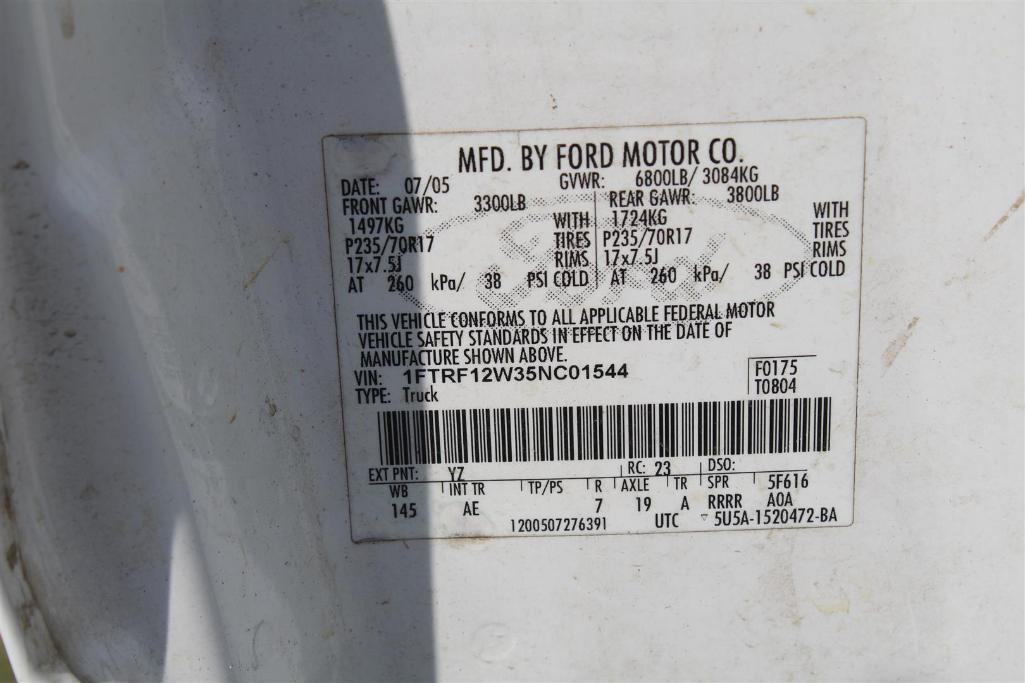 MFD. BY FORD MOTOR CO.
DATE: 07/05 GVWR: 6800LB/ 3084KG
FRONT GAWR: 3300LB REAR GAWR: 3800LB
1497KG WITH 1724KG WITH
P235/70R17 TIRES P235/70R17 TIRES
17x7.5J RIMS 17x7.5J RIMS
AT 260 kPa/ 38 PSI COLD AT 260 kPa/ 38 PSI COLD
THIS VEHICLE CONFORMS TO ALL APPLICABLE FEDERAL MOTOR
VEHICLE SAFETY STANDARDS IN EFFECT ON THE DATE OF
MANUFACTURE SHOWN ABOVE.
VIN: 1FTRF12W35NC01544 F0175
TYPE: Truck T0804
EXT PNT: YZ RC: 23 DSO:
WB INT TR TP/PS R AXLE TR SPR 5F616
145 AE 7 19 A RRRR AOA
1200507276391 UTC ▽ 5U5A-1520472-BA